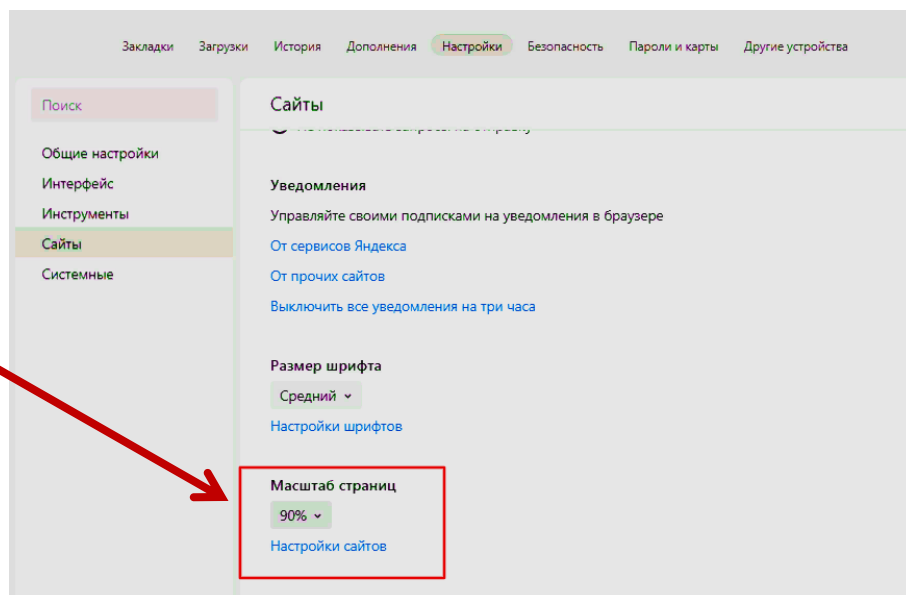 Закладки Загрузки История Дополнения Настройки Безопасность Пароли и карты Другие устройства
Поиск
Общие настройки
Интерфейс
Инструменты
Сайты
Системные
Сайты
Уведомления
Управляйте своими подписками на уведомления в браузере
От сервисов Яндекса
От прочих сайтов
Выключить все уведомления на три часа
Размер шрифта
Средний
Настройки шрифтов
Масштаб страниц
90%
Настройки сайтов